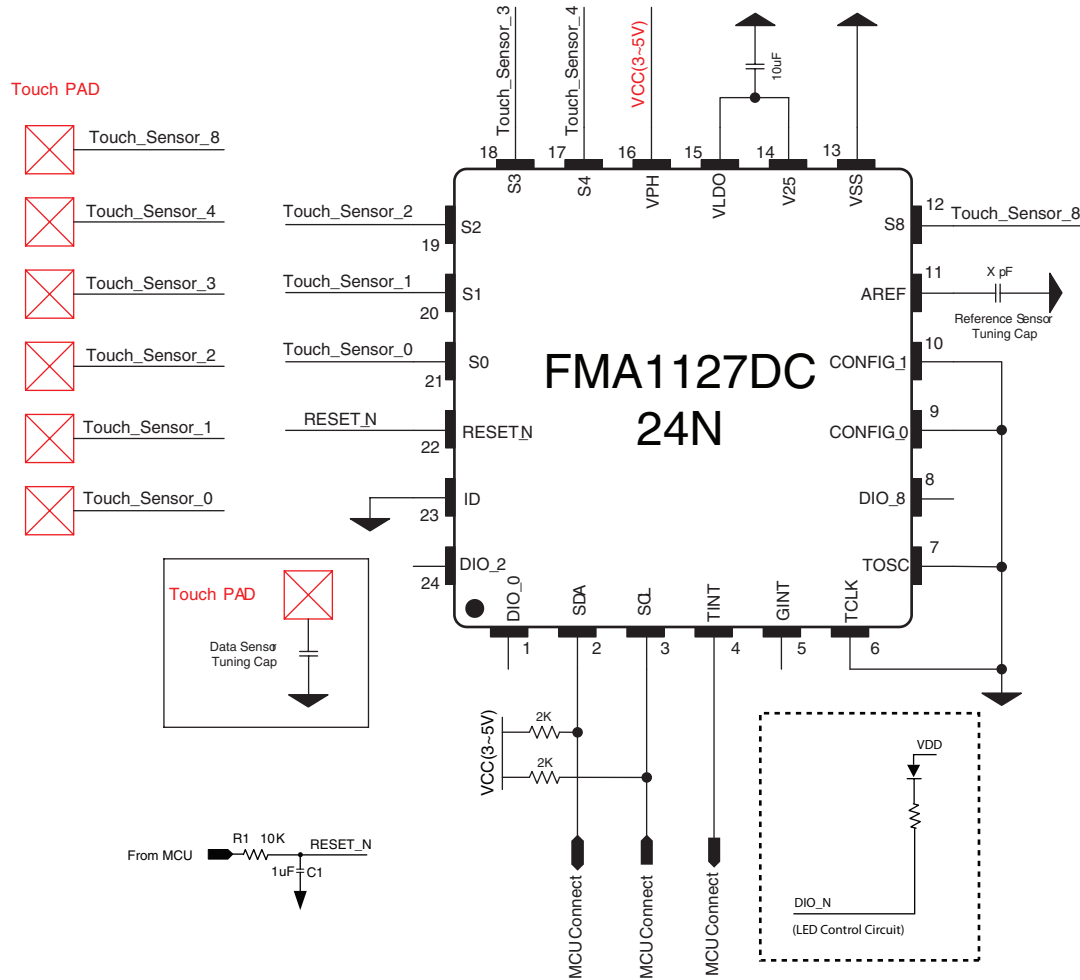 Touch PAD
Touch_Sensor_8
Touch_Sensor_4
Touch_Sensor_3
Touch_Sensor_2
Touch_Sensor_1
Touch_Sensor_0
Touch_Sensor_3
Touch_Sensor_4
VCC(3~5V)
10uF
18
17
16
15
14
13
S3
S4
VPH
VLDO
V25
VSS
Touch_Sensor_2
19
S2
Touch_Sensor_1
20
S1
Touch_Sensor_0
21
S0
RESET_N
22
RESET_N
23
ID
24
DIO_2
FMA1127DC
24N
S8
12
Touch_Sensor_8
AREF
11
X pF
Reference Sensor
Tuning Cap
CONFIG_1
10
CONFIG_0
9
DIO_8
8
TOSC
7
DIO_0
SDA
SCL
TINT
GINT
TCLK
1
2
3
4
5
6
Touch PAD
Data Sensor
Tuning Cap
VCC(3~5V)
2K
2K
MCU Connect
MCU Connect
MCU Connect
From MCU
R1 10K
RESET_N
1uF
C1
VDD
DIO_N
(LED Control Circuit)